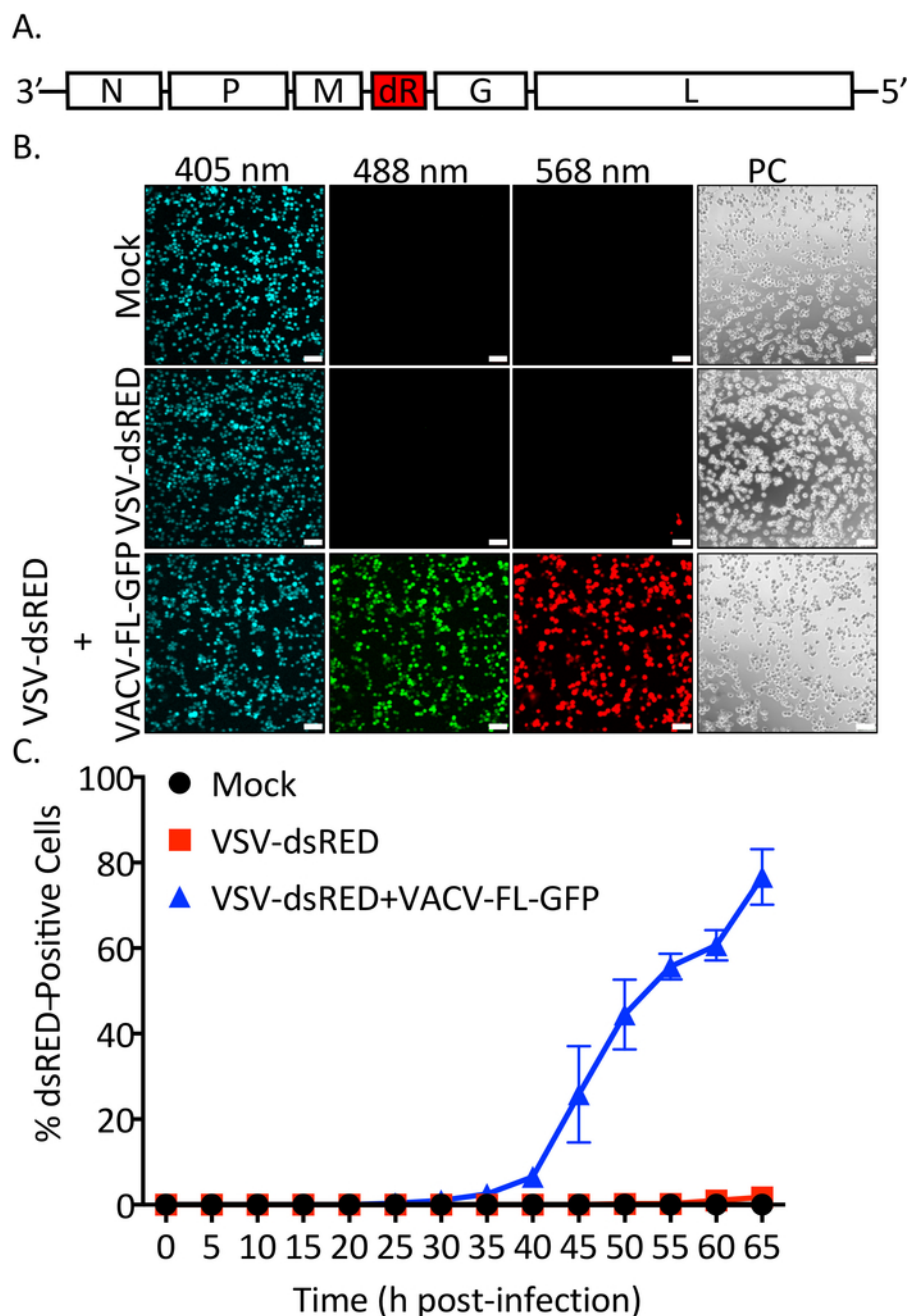 A.
3’ N P M dR G L 5’
B.
405 nm 488 nm 568 nm PC
Mock
VSV-dsRED
VSV-dsRED
+
VACV-FL-GFP
C.
Mock
VSV-dsRED
VSV-dsRED+VACV-FL-GFP
% dsRED-Positive Cells
100
80
60
40
20
0
0 5 10 15 20 25 30 35 40 45 50 55 60 65
Time (h post-infection)